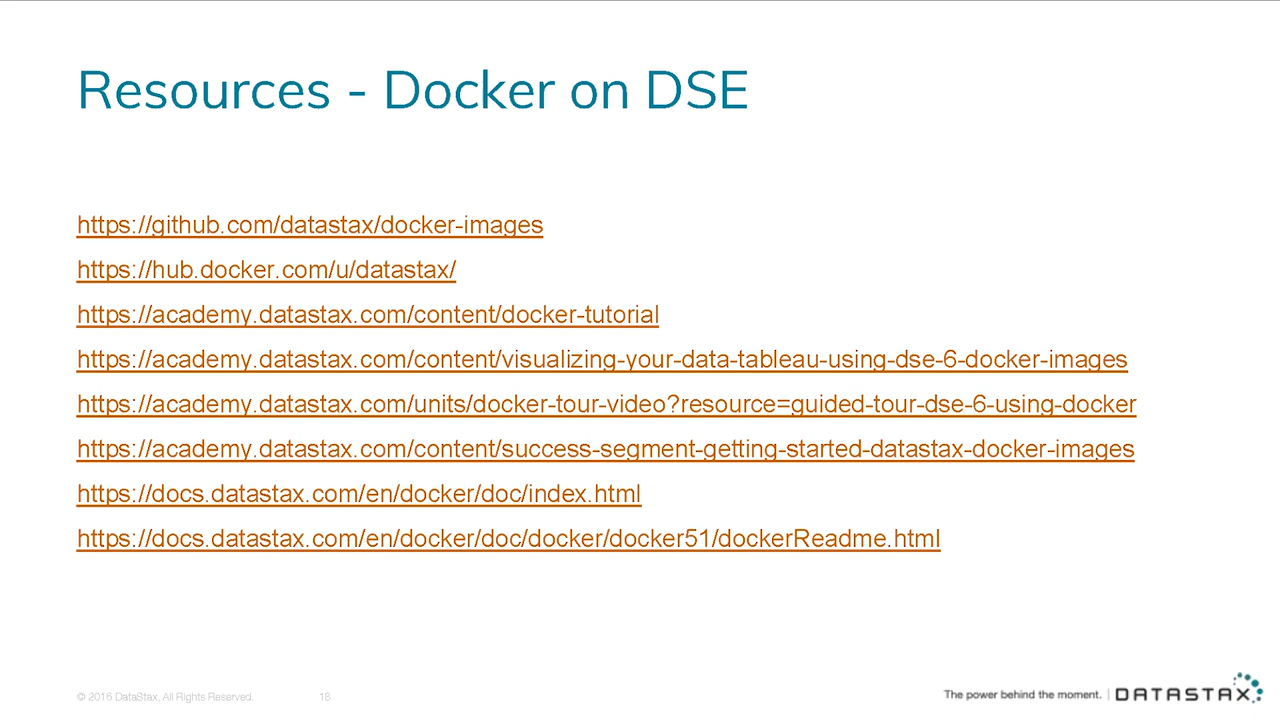 Resources - Docker on DSE
https://github.com/datastax/docker-images
https://hub.docker.com/u/datastax/
https://academy.datastax.com/content/docker-tutorial
https://academy.datastax.com/content/visualizing-your-data-tableau-using-dse-6-docker-images
https://academy.datastax.com/units/docker-tour-video?resource=guided-tour-dse-6-using-docker
https://academy.datastax.com/content/success-segment-getting-started-datastax-docker-images
https://docs.datastax.com/en/docker/doc/index.html
https://docs.datastax.com/en/docker/doc/docker/docker51/dockerReadme.html
© 2016 DataStax, All Rights Reserved. 18 The power behind the moment. | DATASTAX